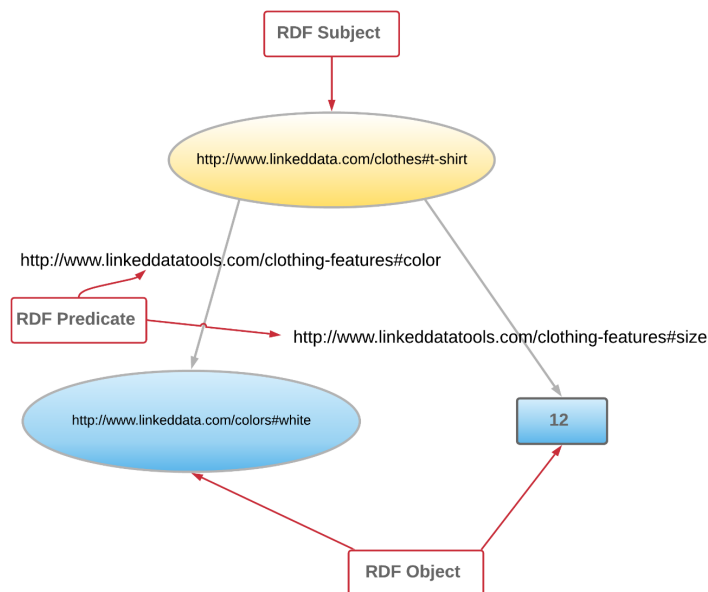 RDF Subject
http://www.linkeddata.com/clothes#t-shirt
http://www.linkeddatatools.com/clothing-features#color
RDF Predicate
http://www.linkeddatatools.com/clothing-features#size
http://www.linkeddata.com/colors#white
12
RDF Object